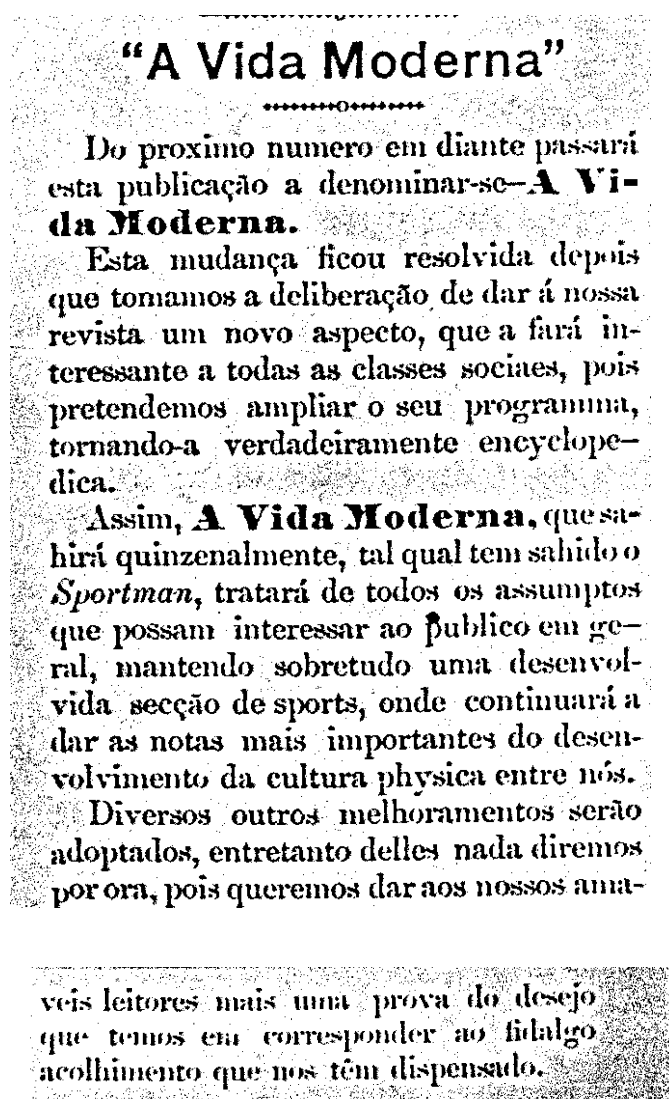 "A Vida Moderna"
Do proximo numero em diante passará
esta publicação a denominar-se—A Vi-
da Moderna.
Esta mudança ficou resolvida depois
que tomamos a deliberação de dar á nossa
revista um novo aspecto, que a fará in-
teressante a todas as classes sociaes, pois
pretendemos ampliar o seu programma,
tornando-a verdadeiramente encyclope-
dica.
Assim, A Vida Moderna, que sa-
hirá quinzenalmente, tal qual tem sahido o
Sportman, tratará de todos os assumptos
que possam interessar ao publico em ge-
ral, mantendo sobretudo uma desenvol-
vida secção de sports, onde continuará a
dar as notas mais importantes do desen-
volvimento da cultura physica entre nós.
Diversos outros melhoramentos serão
adoptados, entretanto delles nada diremos
por ora, pois queremos dar aos nossos ama-
veis leitores mais uma prova do desejo
que temos em corresponder ao fidalgo
acolhimento que nos têm dispensado.